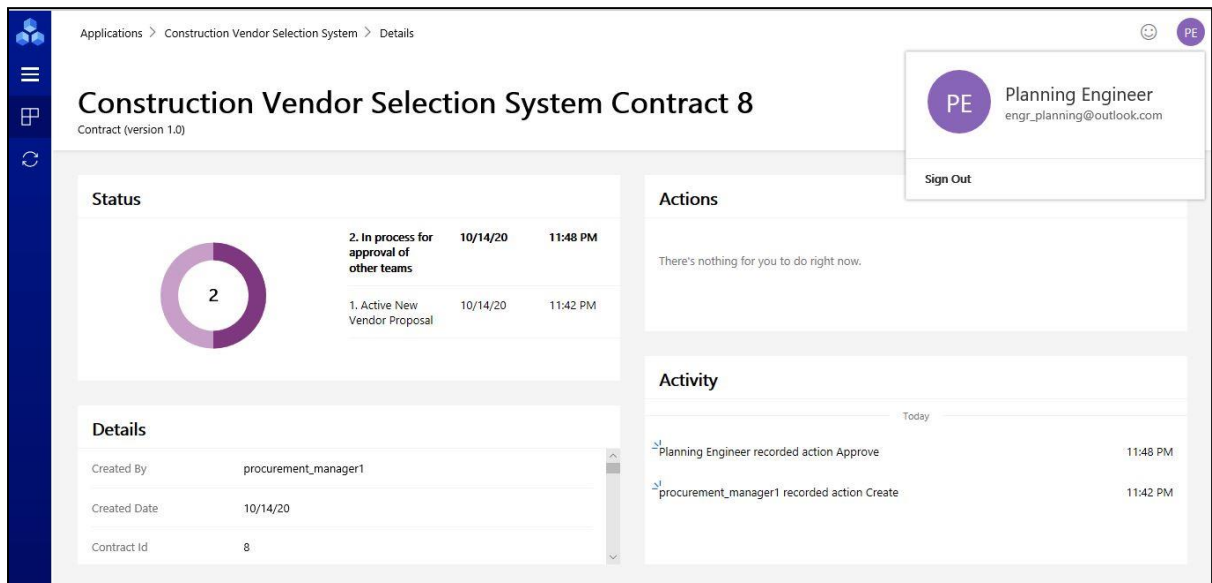 Applications > Construction Vendor Selection System > Details
PE
Construction Vendor Selection System Contract 8
Contract (version 1.0)
PE
Planning Engineer
engr_planning@outlook.com
Sign Out
Status
2
2. In process for 10/14/20 11:48 PM
approval of
other teams
1. Active New 10/14/20 11:42 PM
Vendor Proposal
Actions
There's nothing for you to do right now.
Details
Created By procurement_manager1
Created Date 10/14/20
Contract Id 8
Activity
Today
Planning Engineer recorded action Approve 11:48 PM
procurement_manager1 recorded action Create 11:42 PM